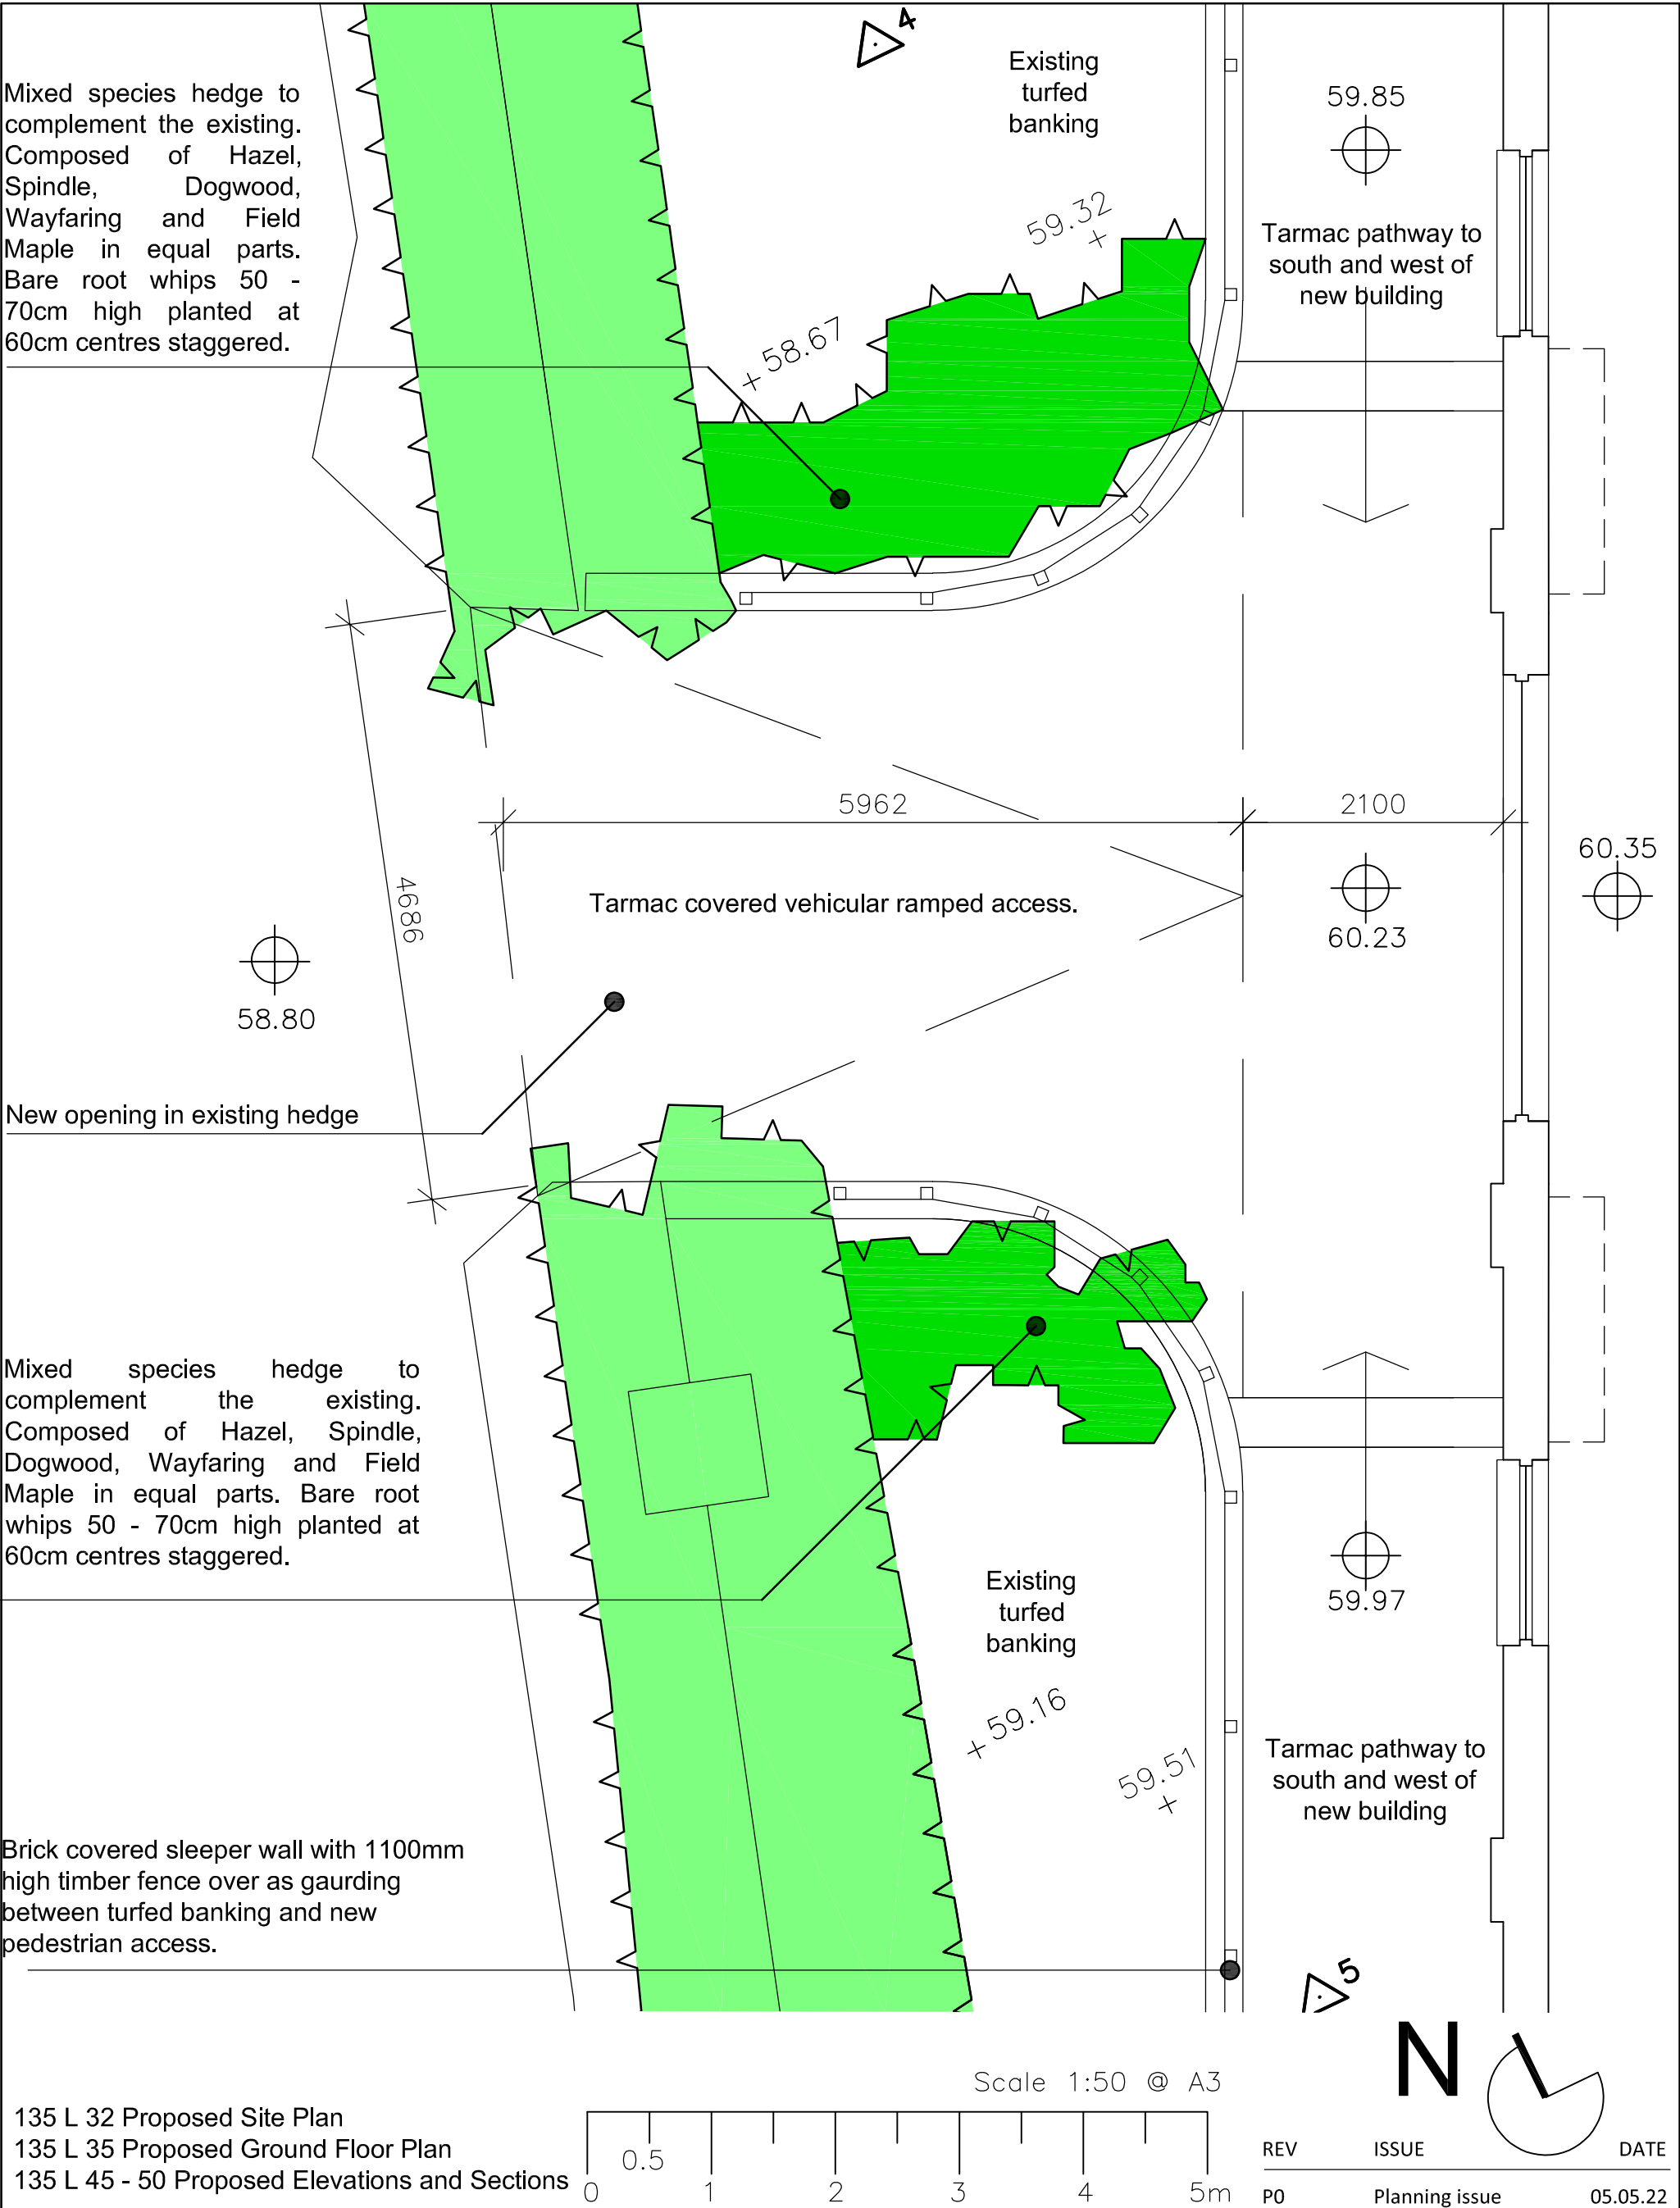 4
Existing
turfed
banking
59.85
Mixed species hedge to
complement the existing.
Composed of Hazel,
Spindle, Dogwood,
Wayfaring and Field
Maple in equal parts.
Bare root whips 50 -
70cm high planted at
60cm centres staggered.
59.32
Tarmac pathway to
south and west of
new building
58.67
5962
2100
60.35
4686
Tarmac covered vehicular ramped access.
60.23
58.80
New opening in existing hedge
Mixed species hedge to
complement the existing.
Composed of Hazel, Spindle,
Dogwood, Wayfaring and Field
Maple in equal parts. Bare root
whips 50 - 70cm high planted at
60cm centres staggered.
Existing
turfed
banking
59.97
59.16
59.51
Tarmac pathway to
south and west of
new building
Brick covered sleeper wall with 1100mm
high timber fence over as gaurding
between turfed banking and new
pedestrian access.
5
N
Scale 1:50 @ A3
135 L 32 Proposed Site Plan
135 L 35 Proposed Ground Floor Plan
135 L 45 - 50 Proposed Elevations and Sections
0 0.5 1 2 3 4 5m
REV ISSUE DATE
P0 Planning issue 05.05.22